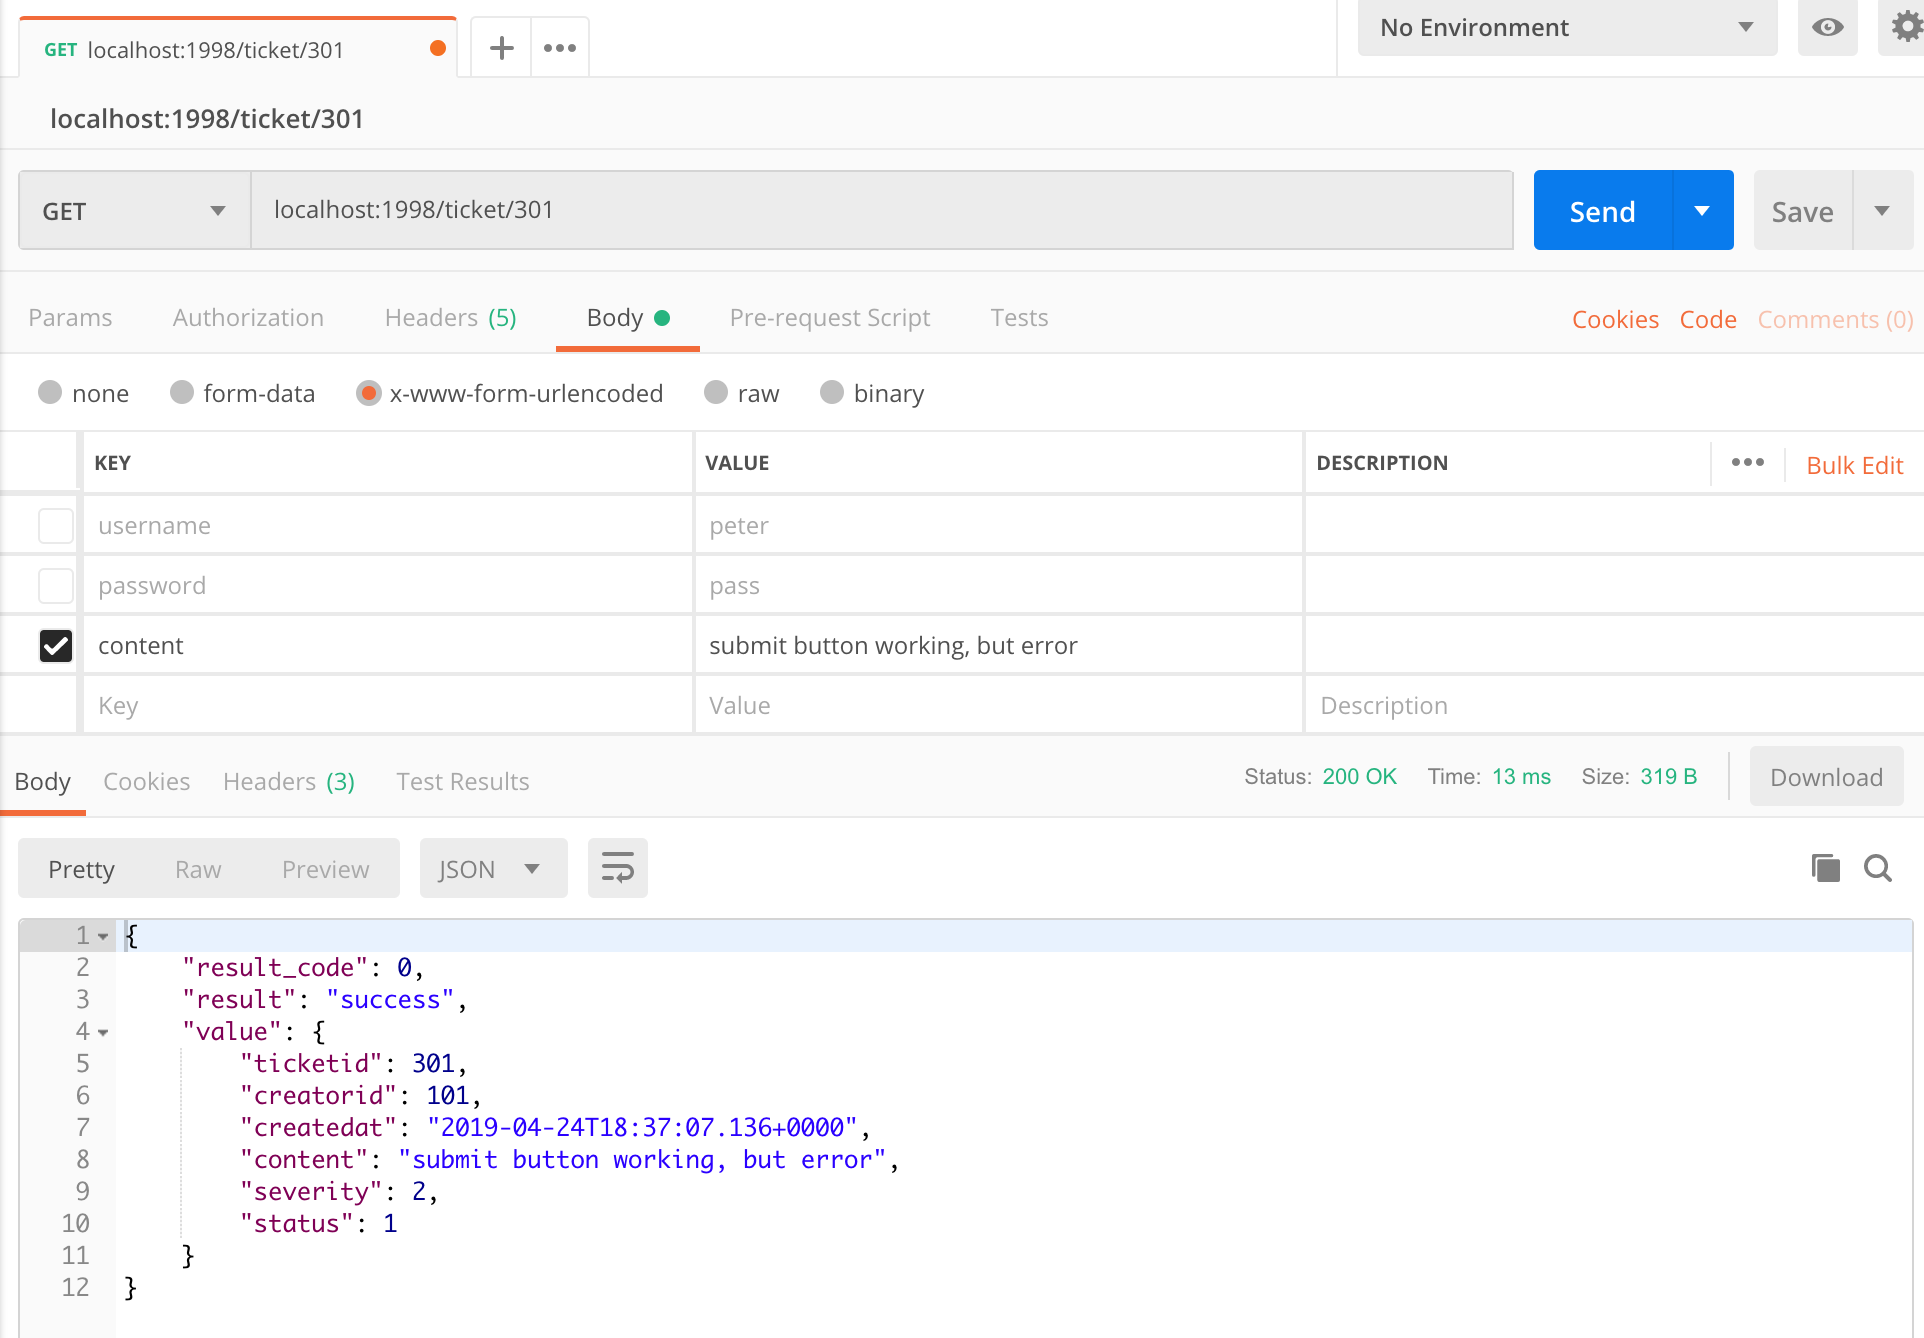 GET localhost:1998/ticket/301
No Environment
localhost:1998/ticket/301
GET localhost:1998/ticket/301 Send Save
Params Authorization Headers (5) Body Pre-request Script Tests Cookies Code Comments (0)
none form-data x-www-form-urlencoded raw binary
KEY VALUE DESCRIPTION Bulk Edit
username peter
password pass
content submit button working, but error
Key Value Description
Body Cookies Headers (3) Test Results Status: 200 OK Time: 13 ms Size: 319 B Download
Pretty Raw Preview JSON
1 {
2 "result_code": 0,
3 "result": "success",
4 "value": {
5 "ticketid": 301,
6 "creatorid": 101,
7 "createdat": "2019-04-24T18:37:07.136+0000",
8 "content": "submit button working, but error",
9 "severity": 2,
10 "status": 1
11 }
12 }